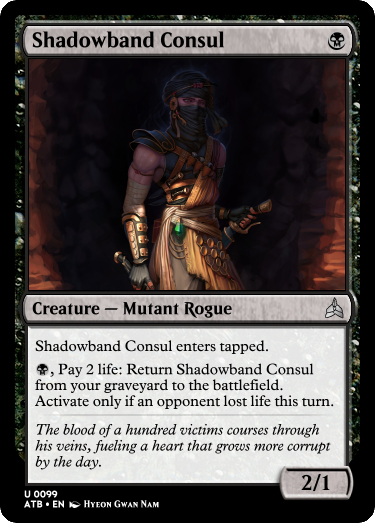 Shadowband Consul
Creature — Mutant Rogue
Shadowband Consul enters tapped.
, Pay 2 life: Return Shadowband Consul
from your graveyard to the battlefield.
Activate only if an opponent lost life this turn.
The blood of a hundred victims courses through
his veins, fueling a heart that grows more corrupt
by the day.
2/1
U 0099
ATB • EN Hyeon Gwan Nam